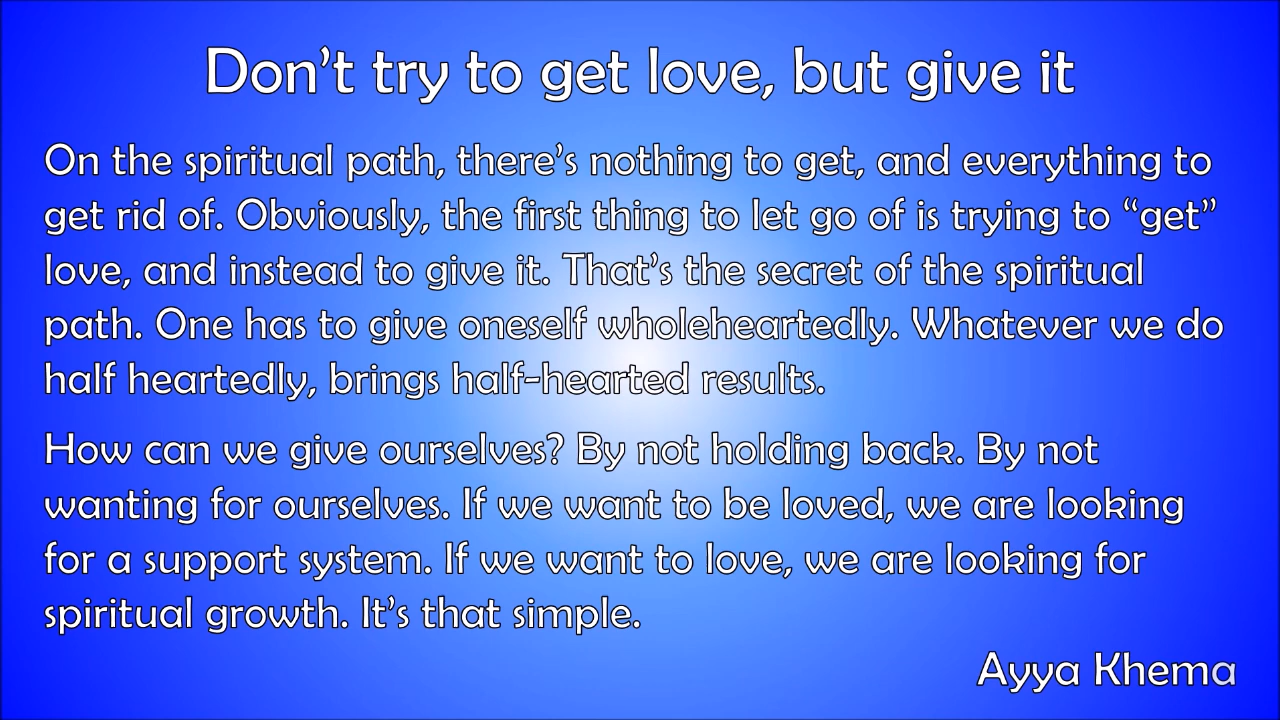 Don’t try to get love, but give it
On the spiritual path, there’s nothing to get, and everything to
get rid of. Obviously, the first thing to let go of is trying to “get”
love, and instead to give it. That’s the secret of the spiritual
path. One has to give oneself wholeheartedly. Whatever we do
half heartedly, brings half-hearted results.
How can we give ourselves? By not holding back. By not
wanting for ourselves. If we want to be loved, we are looking
for a support system. If we want to love, we are looking for
spiritual growth. It’s that simple.
Ayya Khema